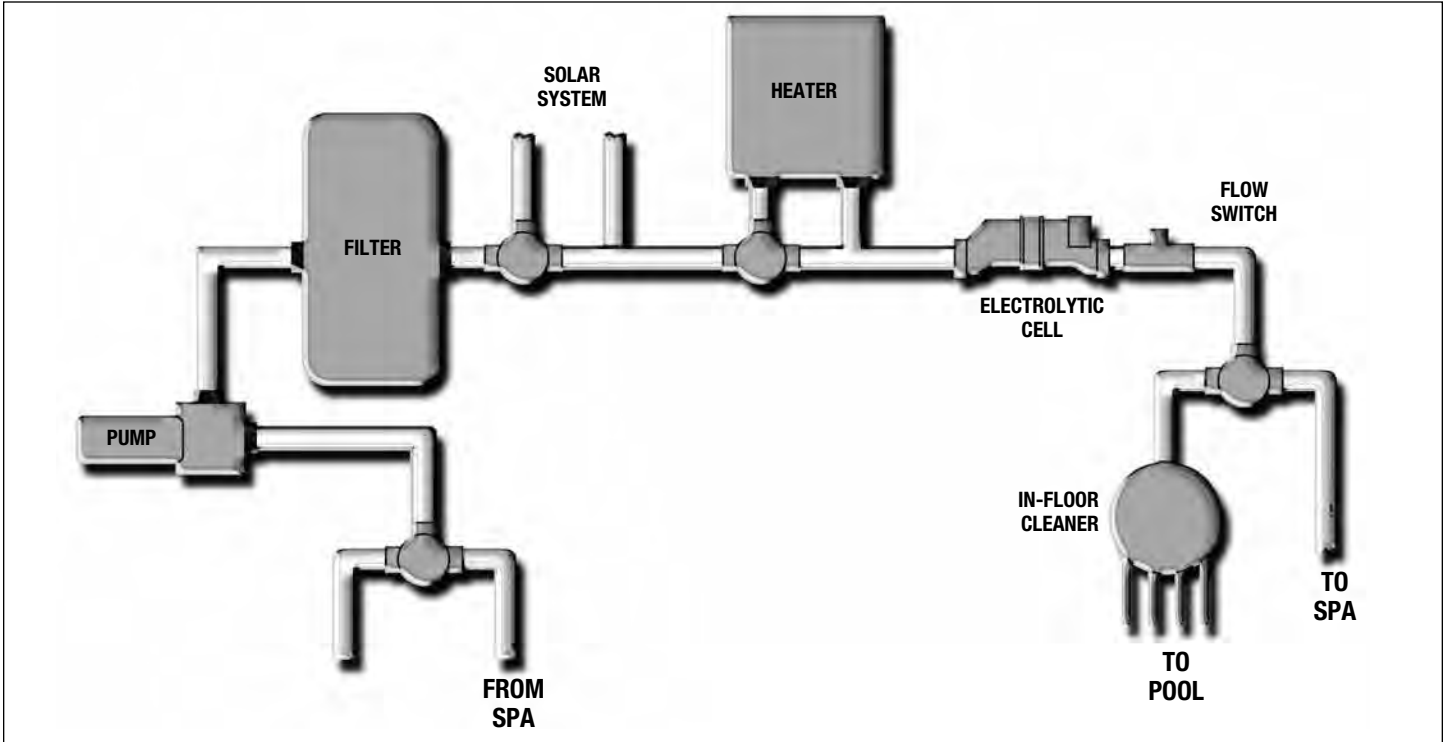 SOLAR
SYSTEM
HEATER
FLOW
SWITCH
FILTER
ELECTROLYTIC
CELL
PUMP
IN-FLOOR
CLEANER
TO
SPA
TO
POOL
FROM
SPA